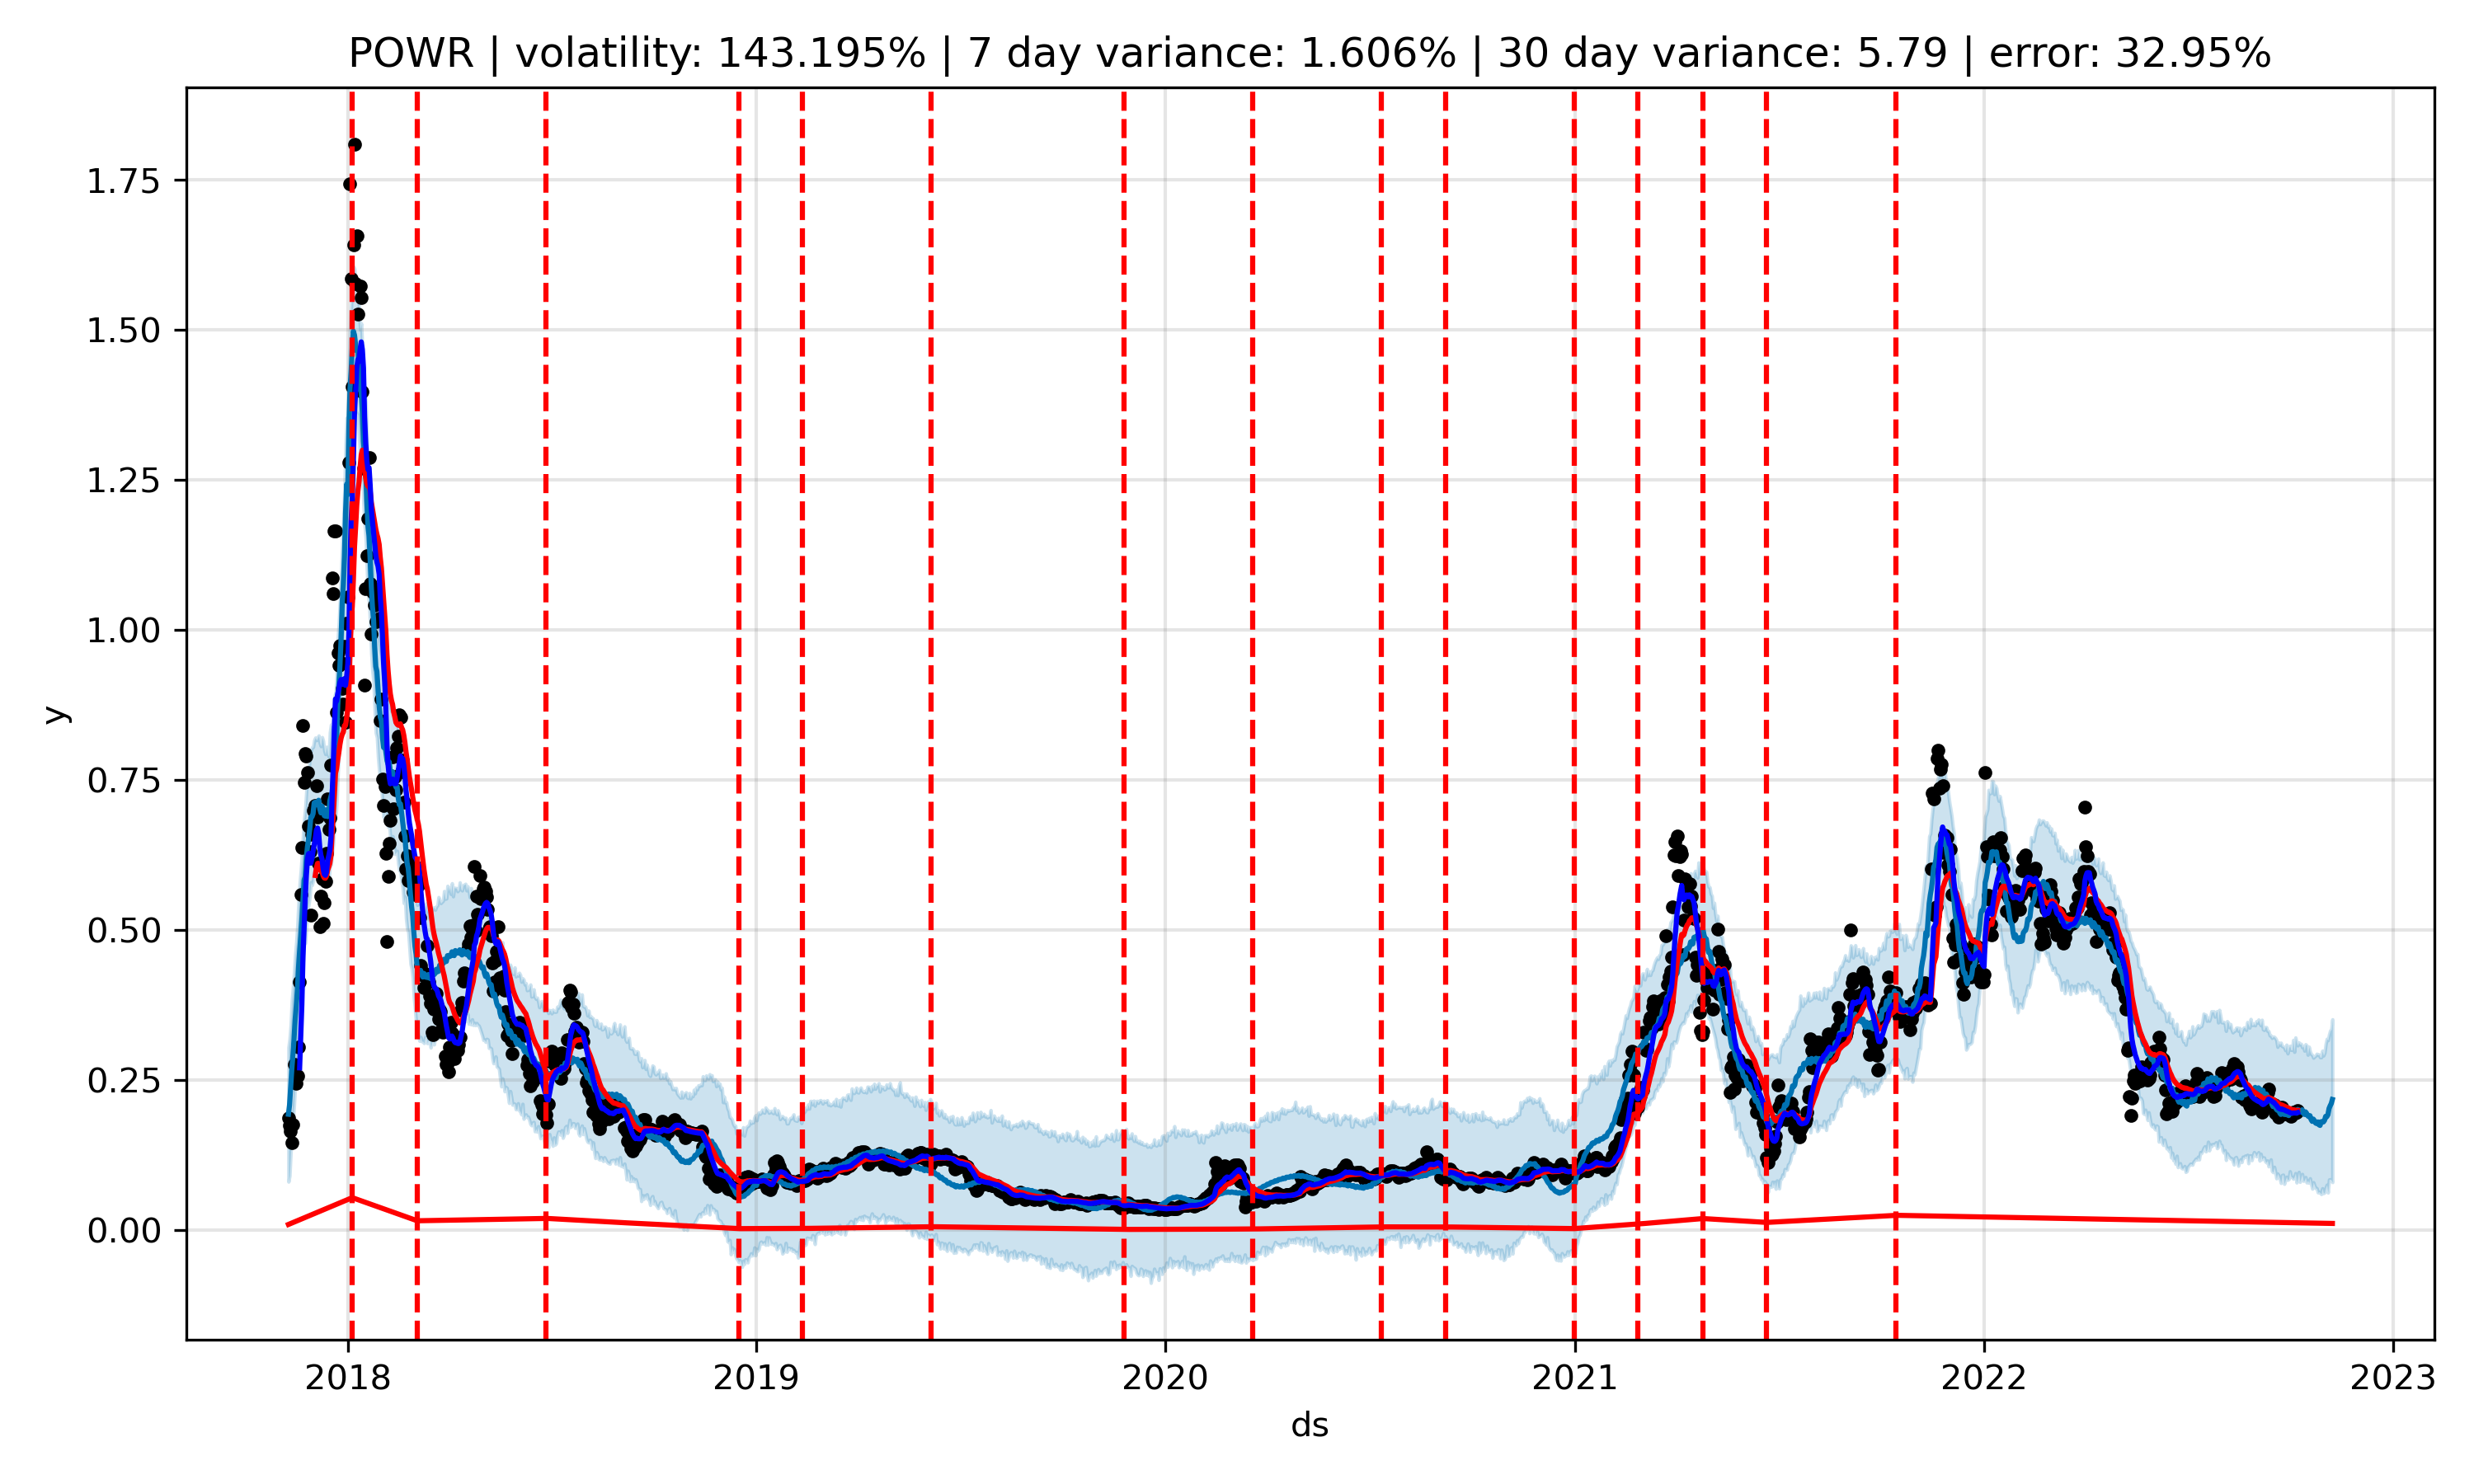 POWR | volatility: 143.195% | 7 day variance: 1.606% | 30 day variance: 5.79 | error: 32.95%
1.75
1.50
1.25
1.00
0.75
0.50
0.25
0.00
y
2018 2019 2020 2021 2022 2023
ds